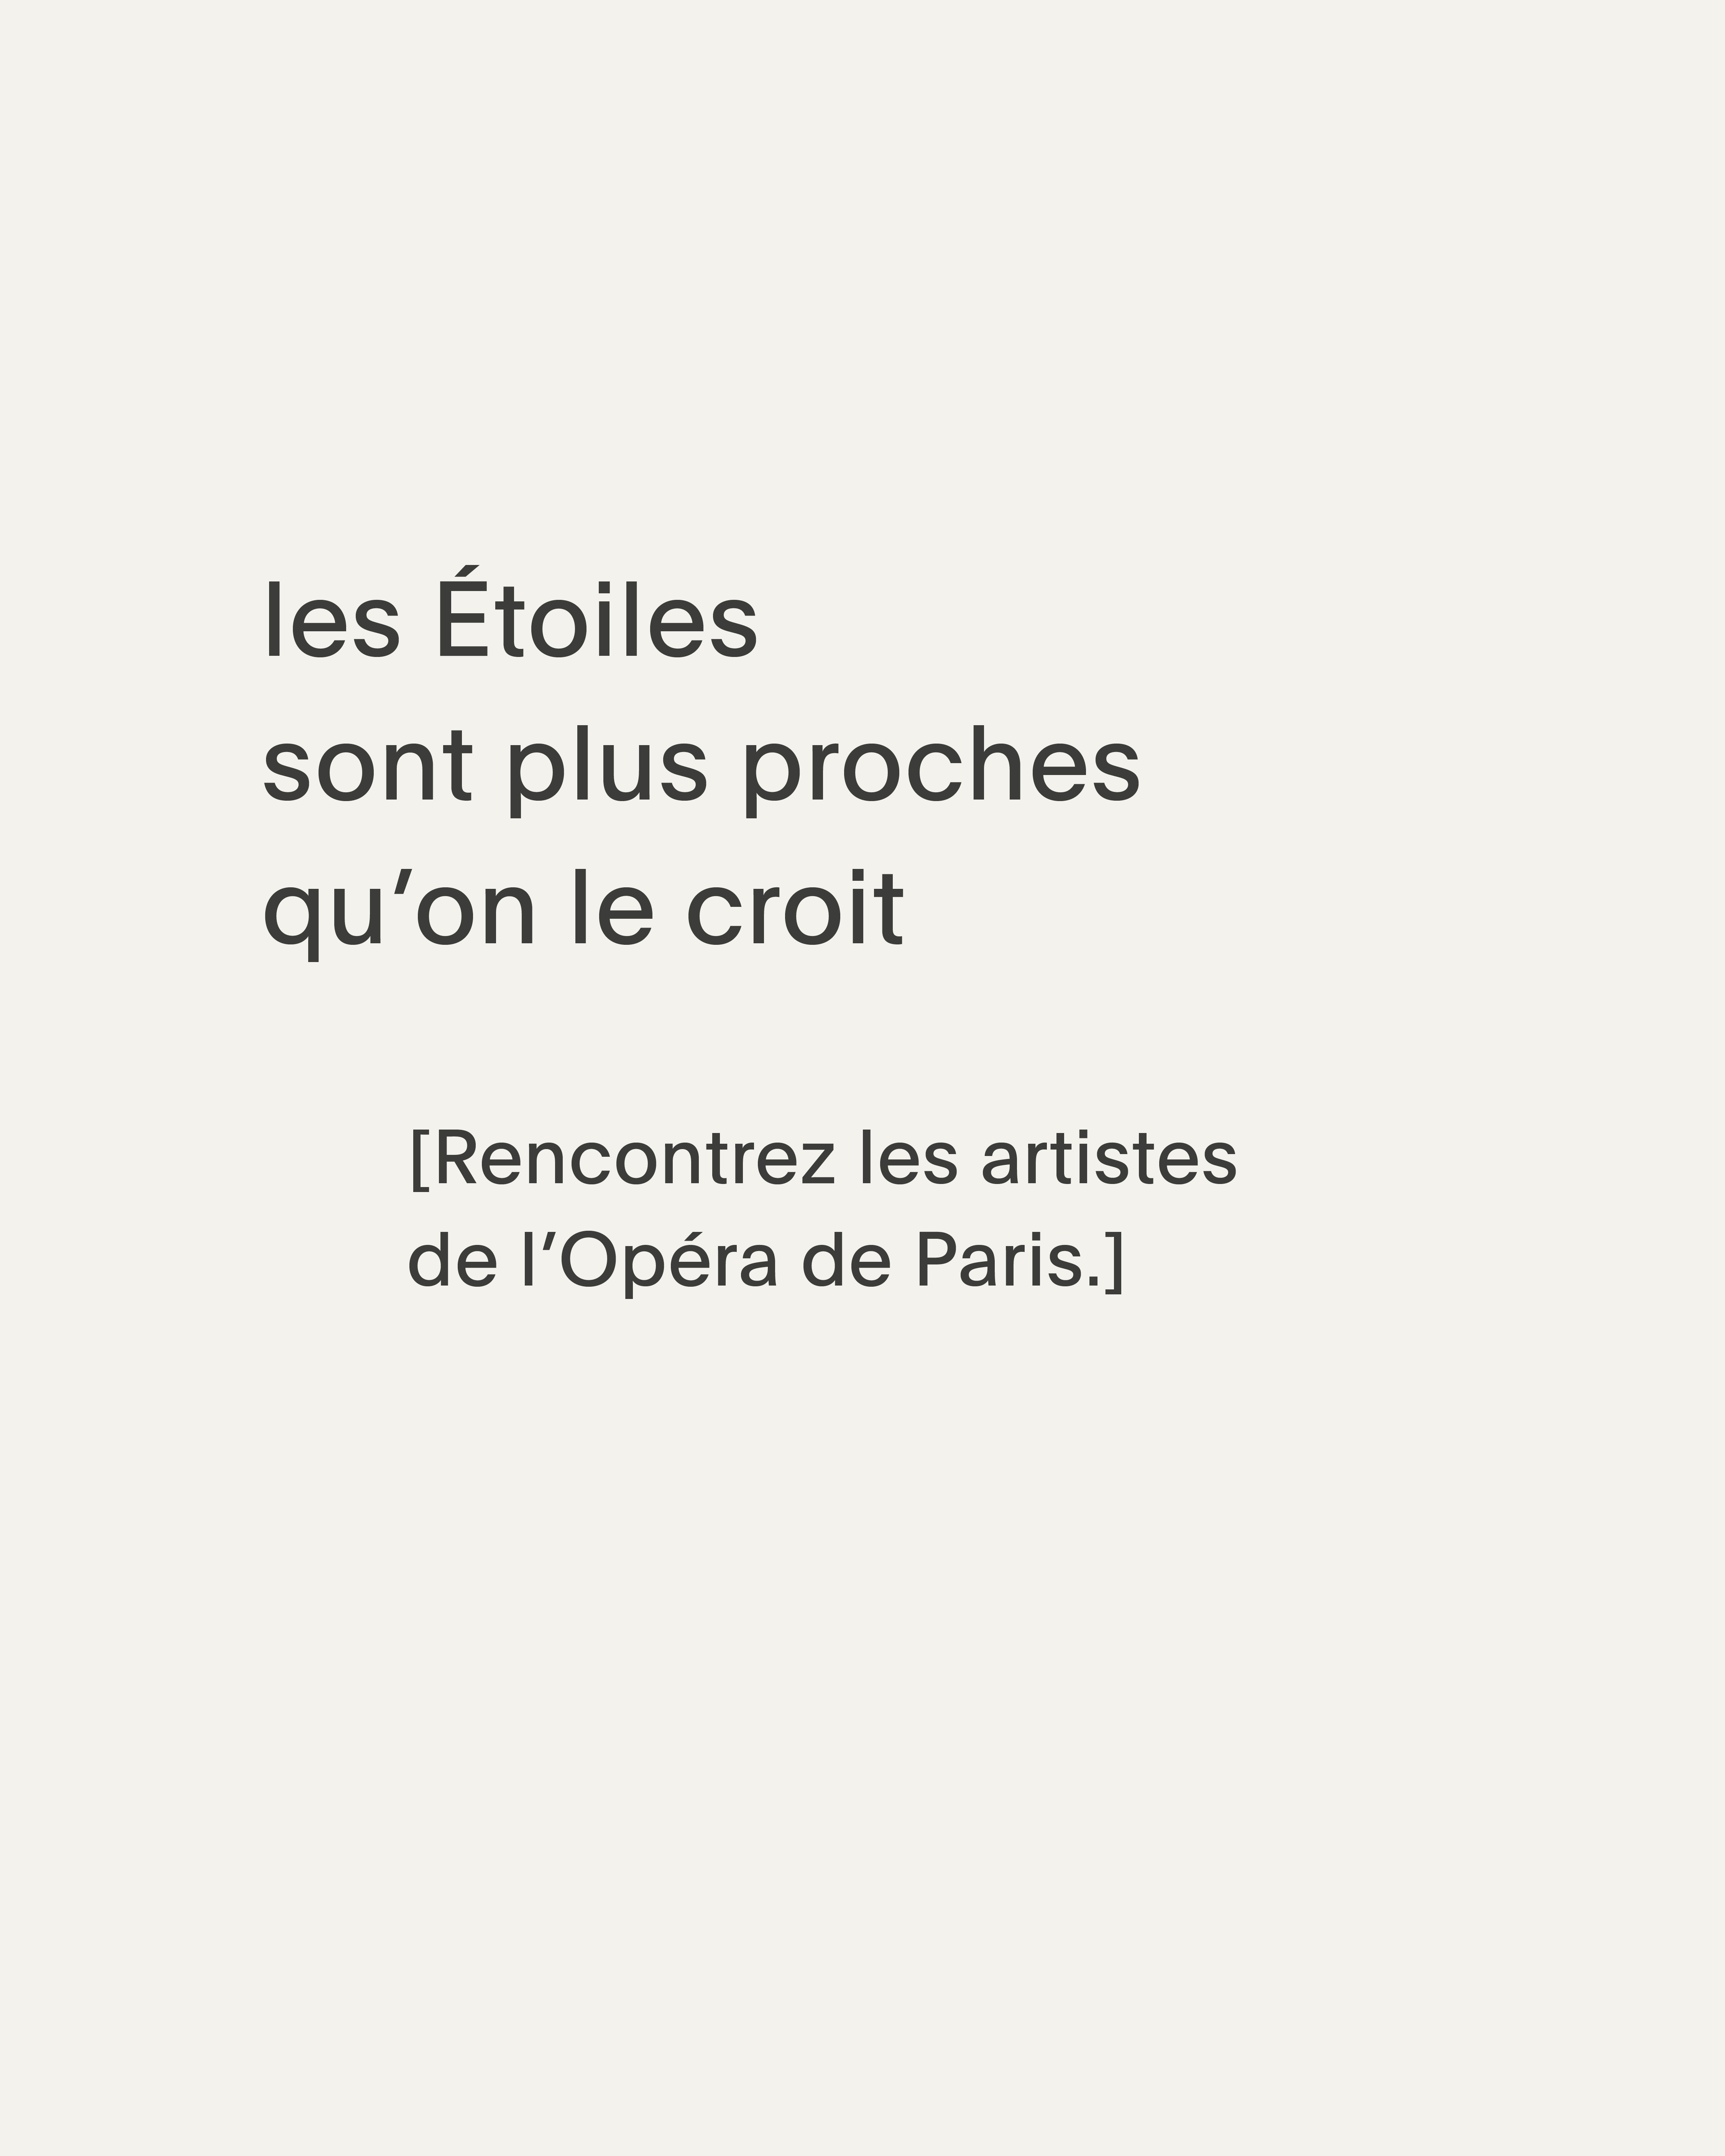 les Étoiles
sont plus proches
qu’on le croit
[Rencontrez les artistes
de l’Opéra de Paris.]